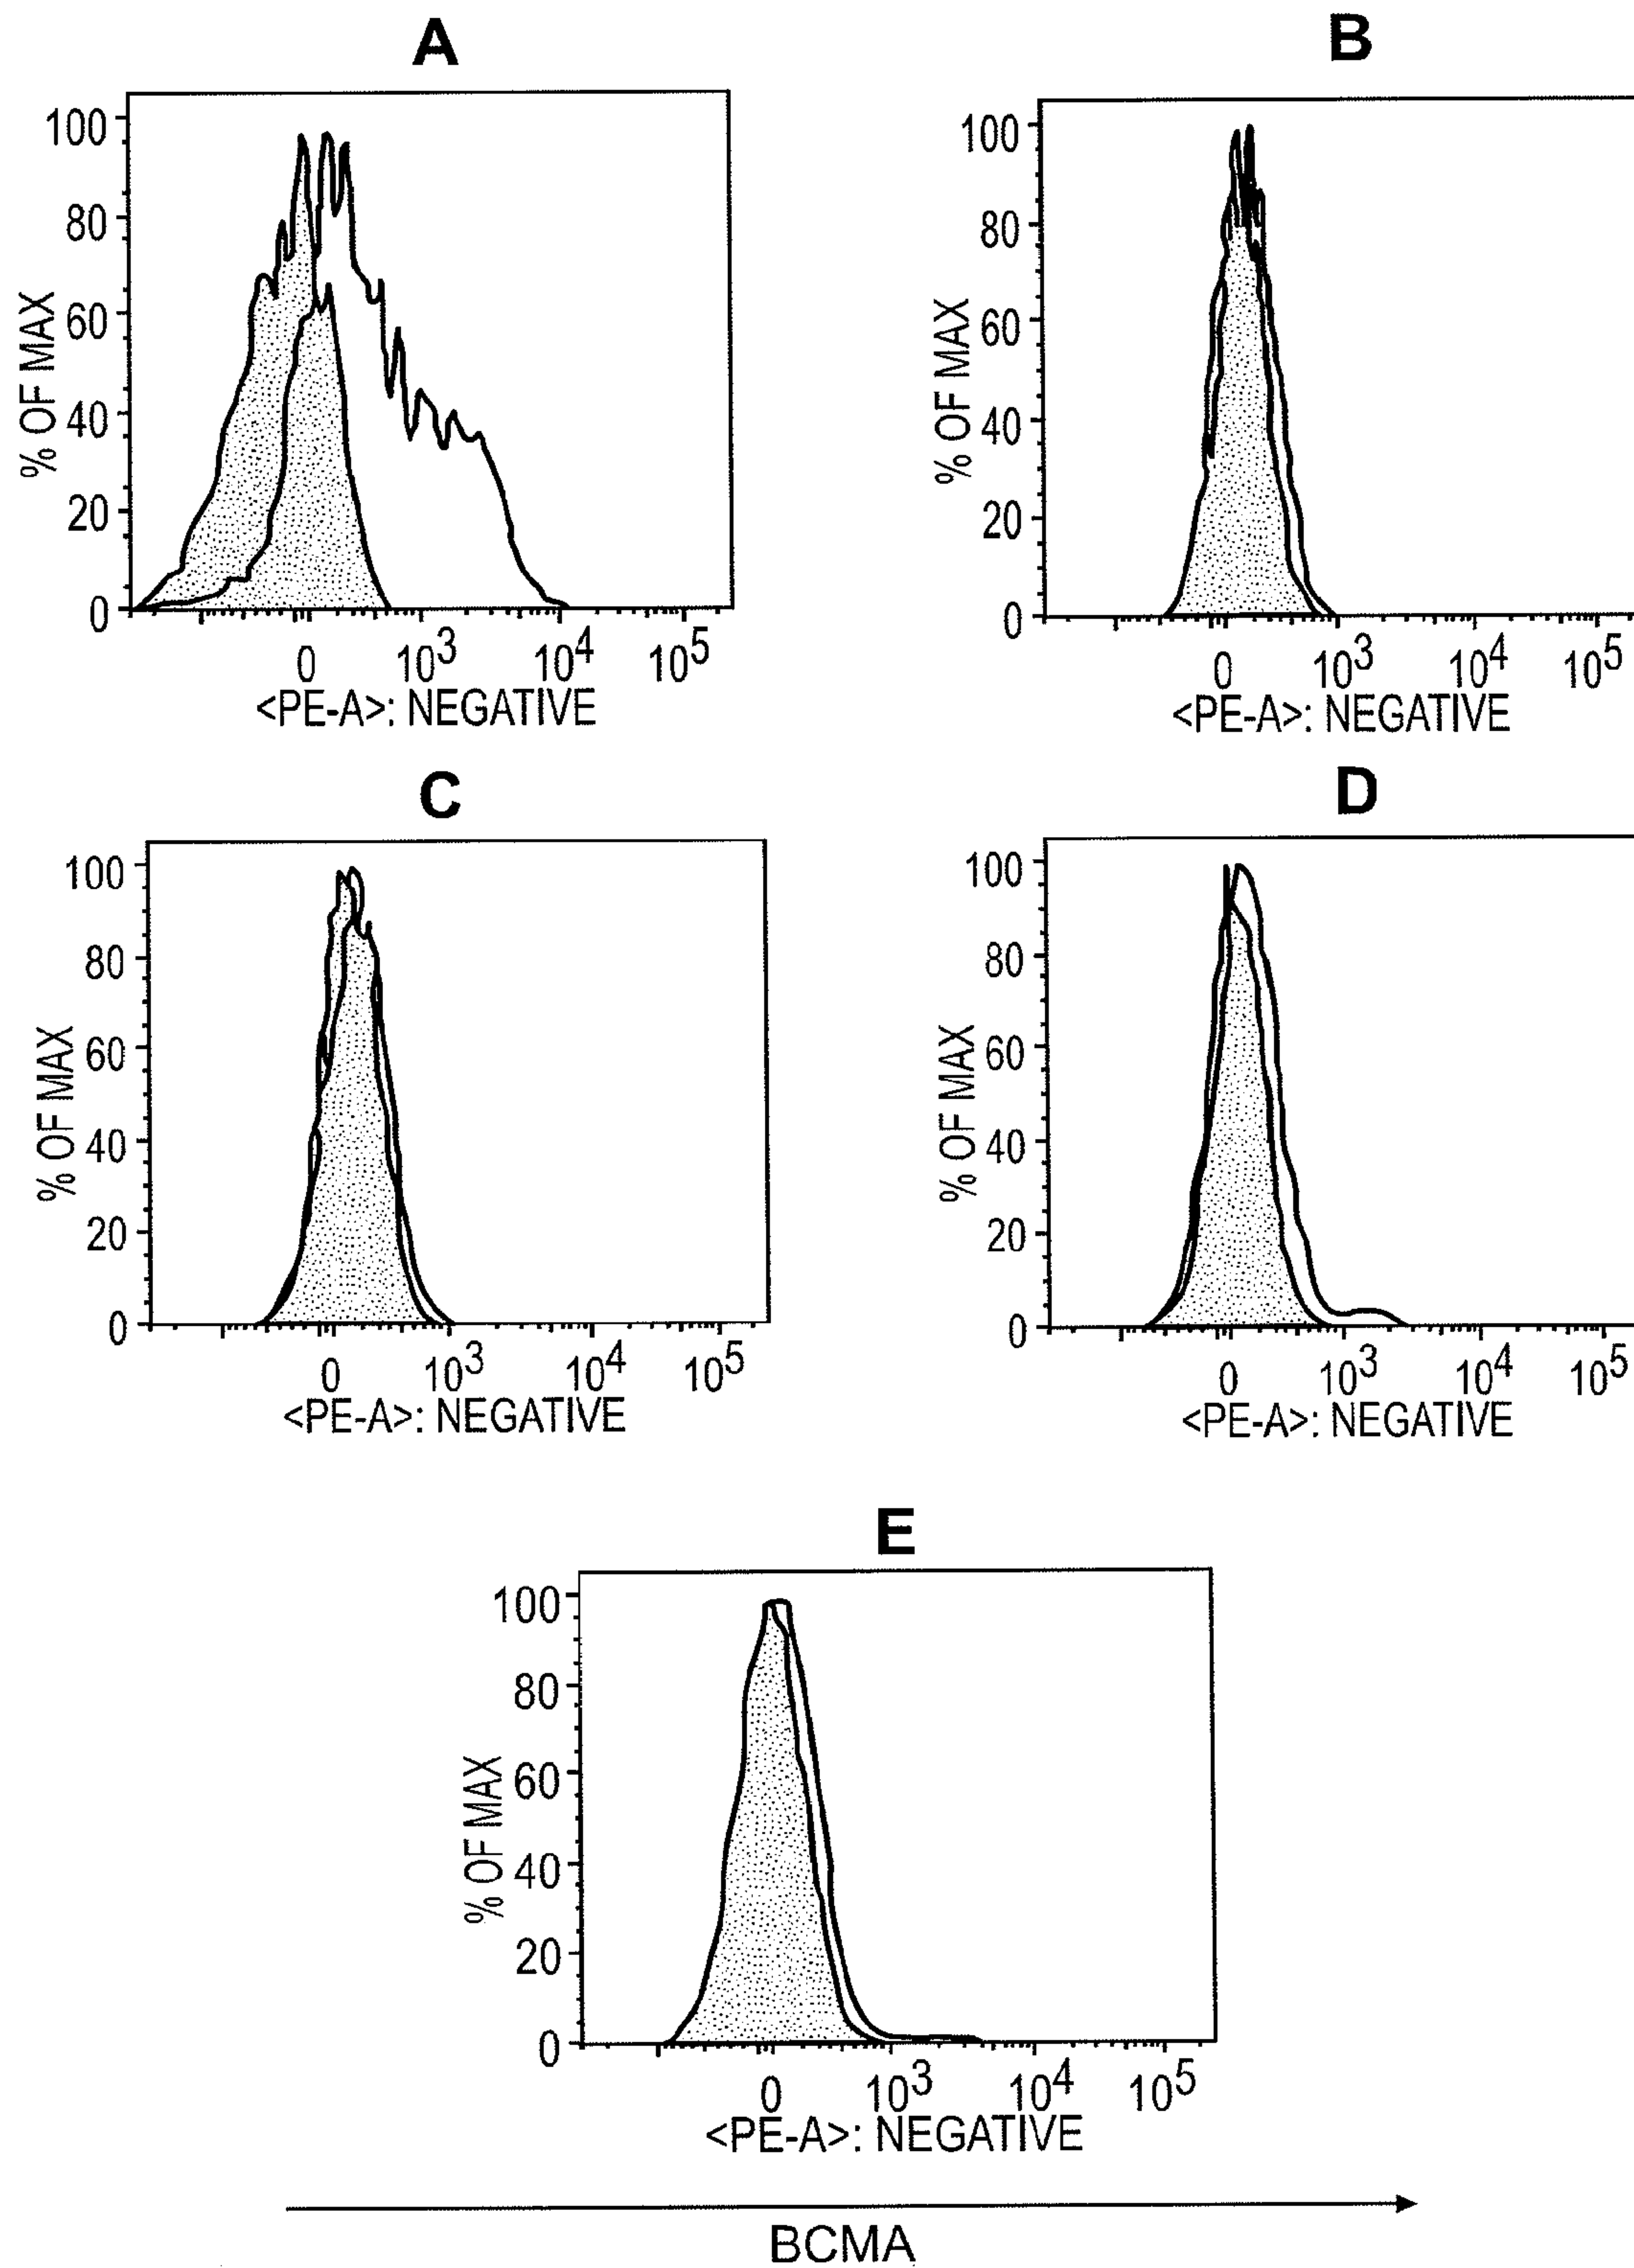 A
B
100
80
60
40
20
0
% OF MAX
0 10³ 10⁴ 10⁵
<PE-A>: NEGATIVE
100
80
60
40
20
0
% OF MAX
0 10³ 10⁴ 10⁵
<PE-A>: NEGATIVE
C
D
100
80
60
40
20
0
% OF MAX
0 10³ 10⁴ 10⁵
<PE-A>: NEGATIVE
100
80
60
40
20
0
% OF MAX
0 10³ 10⁴ 10⁵
<PE-A>: NEGATIVE
E
100
80
60
40
20
0
% OF MAX
0 10³ 10⁴ 10⁵
<PE-A>: NEGATIVE
BCMA